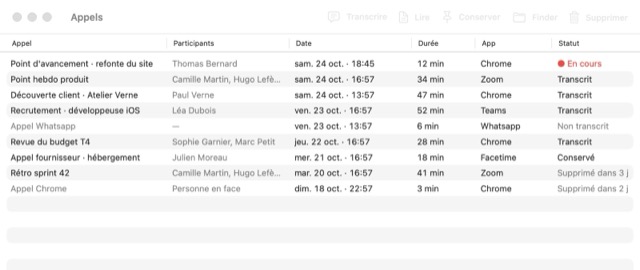 Appels
Transcrire Lire Conserver Finder Supprimer
Appel Participants Date Durée App Statut
Point d'avancement · refonte du site Thomas Bernard sam. 24 oct. · 18:45 12 min Chrome En cours
Point hebdo produit Camille Martin, Hugo Lefè... sam. 24 oct. · 16:57 34 min Zoom Transcrit
Découverte client · Atelier Verne Paul Verne sam. 24 oct. · 13:57 47 min Chrome Transcrit
Recrutement · développeuse iOS Léa Dubois ven. 23 oct. · 16:57 52 min Teams Transcrit
Appel Whatsapp — ven. 23 oct. · 13:57 6 min Whatsapp Non transcrit
Revue du budget T4 Sophie Garnier, Marc Petit jeu. 22 oct. · 16:57 28 min Chrome Transcrit
Appel fournisseur · hébergement Julien Moreau mer. 21 oct. · 16:57 18 min Facetime Conservé
Rétro sprint 42 Camille Martin, Hugo Lefè... mar. 20 oct. · 16:57 41 min Zoom Supprimé dans 3 j
Appel Chrome Personne en face dim. 18 oct. · 22:57 3 min Chrome Supprimé dans 2 j